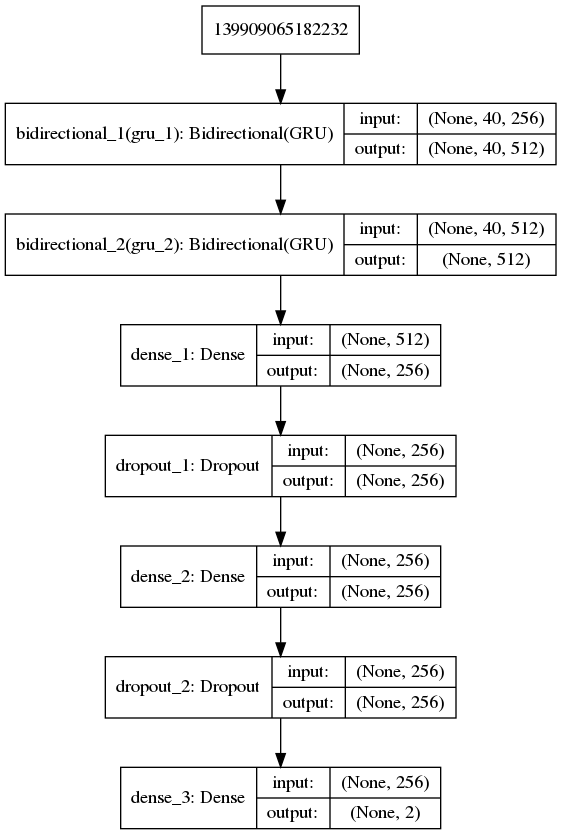 139909065182232
bidirectional_1(gru_1): Bidirectional(GRU)
input: (None, 40, 256)
output: (None, 40, 512)
bidirectional_2(gru_2): Bidirectional(GRU)
input: (None, 40, 512)
output: (None, 512)
dense_1: Dense
input: (None, 512)
output: (None, 256)
dropout_1: Dropout
input: (None, 256)
output: (None, 256)
dense_2: Dense
input: (None, 256)
output: (None, 256)
dropout_2: Dropout
input: (None, 256)
output: (None, 256)
dense_3: Dense
input: (None, 256)
output: (None, 2)